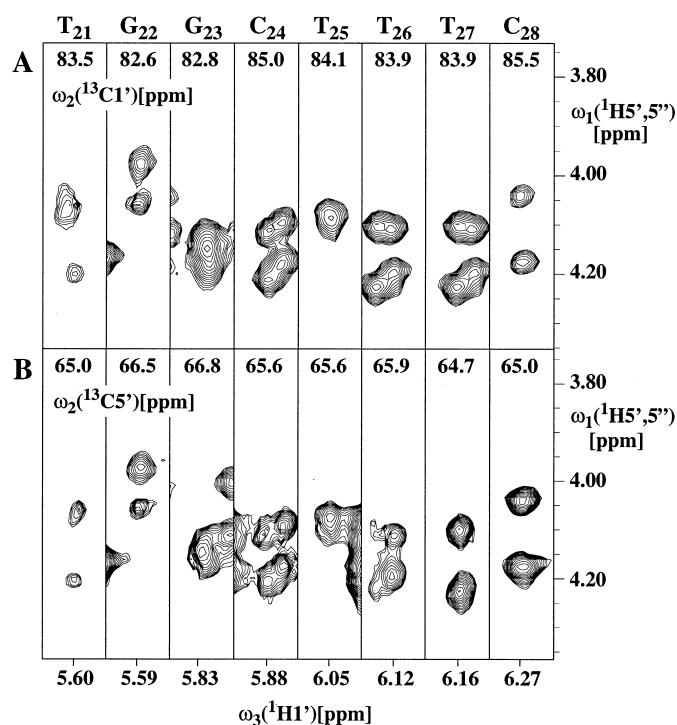 T21 G22 G23 C24 T25 T26 T27 C28
A 83.5 82.6 82.8 85.0 84.1 83.9 83.9 85.5
3.80
ω2(13C1')[ppm]
ω1(1H5',5'')
[ppm]
4.00
4.20
B 65.0 66.5 66.8 65.6 65.6 65.9 64.7 65.0
3.80
ω2(13C5')[ppm]
ω1(1H5',5'')
[ppm]
4.00
4.20
5.60 5.59 5.83 5.88 6.05 6.12 6.16 6.27
ω3(1H1')[ppm]